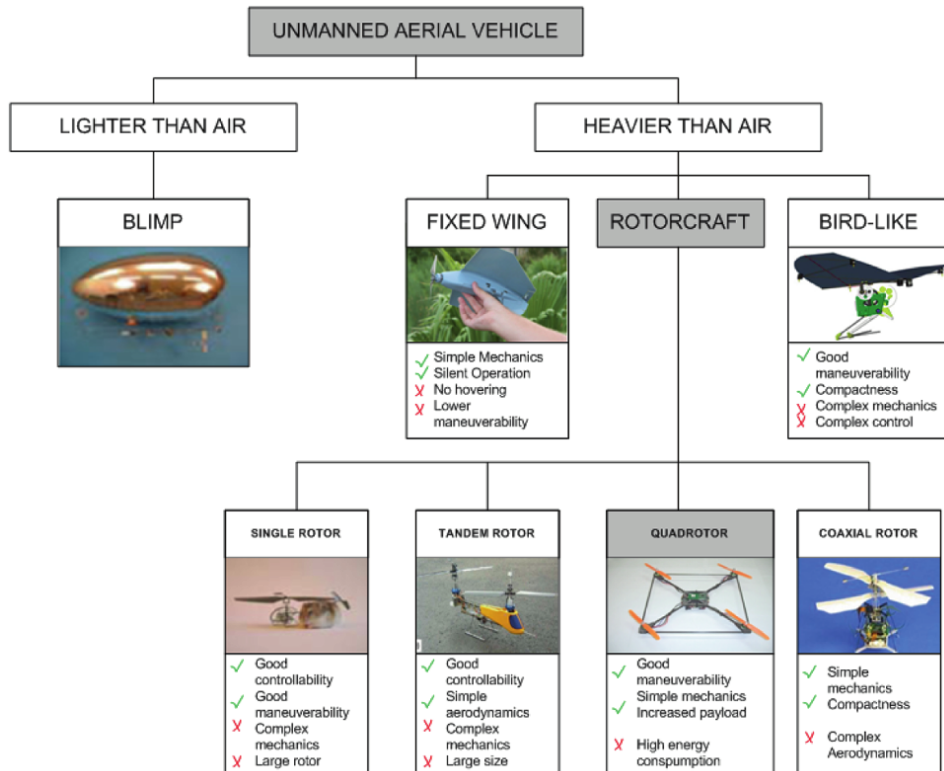 UNMANNED AERIAL VEHICLE
LIGHTER THAN AIR
HEAVIER THAN AIR
BLIMP
FIXED WING
✓ Simple Mechanics
✓ Silent Operation
✗ No hovering
✗ Lower
maneuverability
ROTORCRAFT
BIRD-LIKE
✓ Good
maneuverability
✓ Compactness
✗ Complex mechanics
✗ Complex control
SINGLE ROTOR
✓ Good
controllability
✓ Good
maneuverability
✗ Complex
mechanics
✗ Large rotor
TANDEM ROTOR
✓ Good
controllability
✓ Simple
aerodynamics
✗ Complex
mechanics
✗ Large size
QUADROTOR
✓ Good
maneuverability
✓ Simple mechanics
Increased payload
✗ High energy
conspumption
COAXIAL ROTOR
✓ Simple
mechanics
✓ Compactness
✗ Complex
Aerodynamics